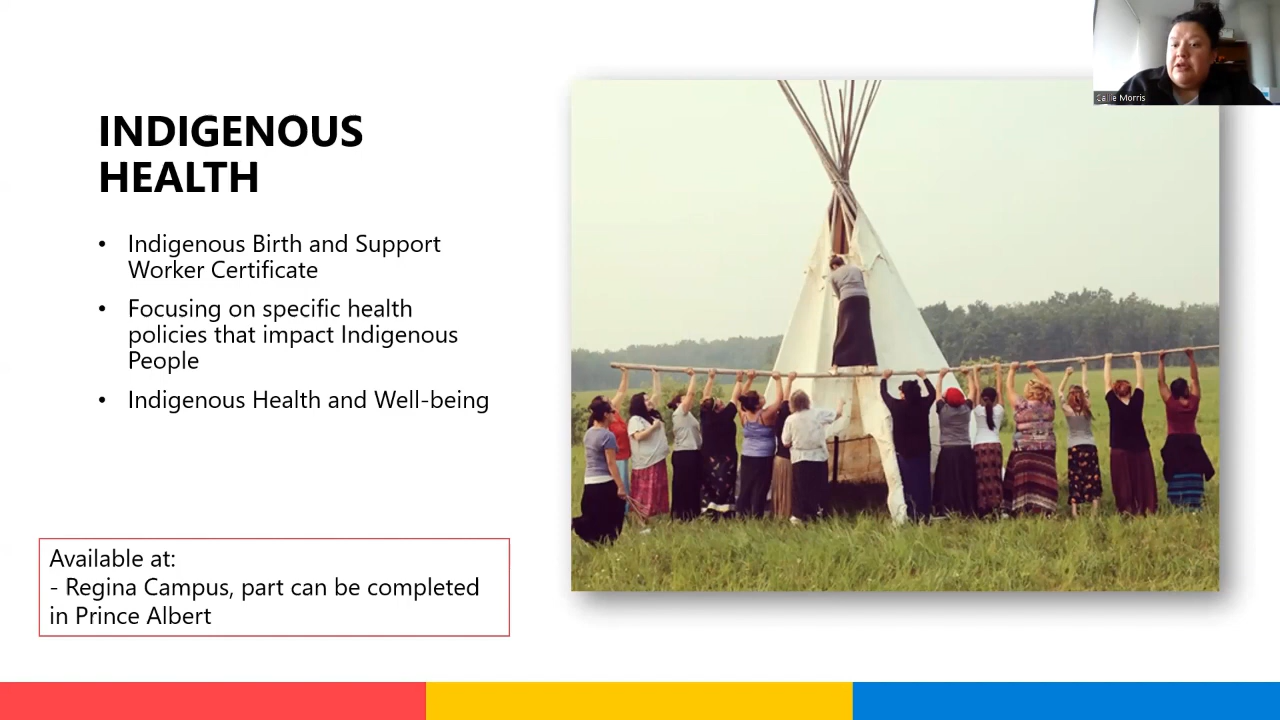 INDIGENOUS
HEALTH
• Indigenous Birth and Support
Worker Certificate
• Focusing on specific health
policies that impact Indigenous
People
• Indigenous Health and Well-being
Available at:
- Regina Campus, part can be completed
in Prince Albert
Callie Morris